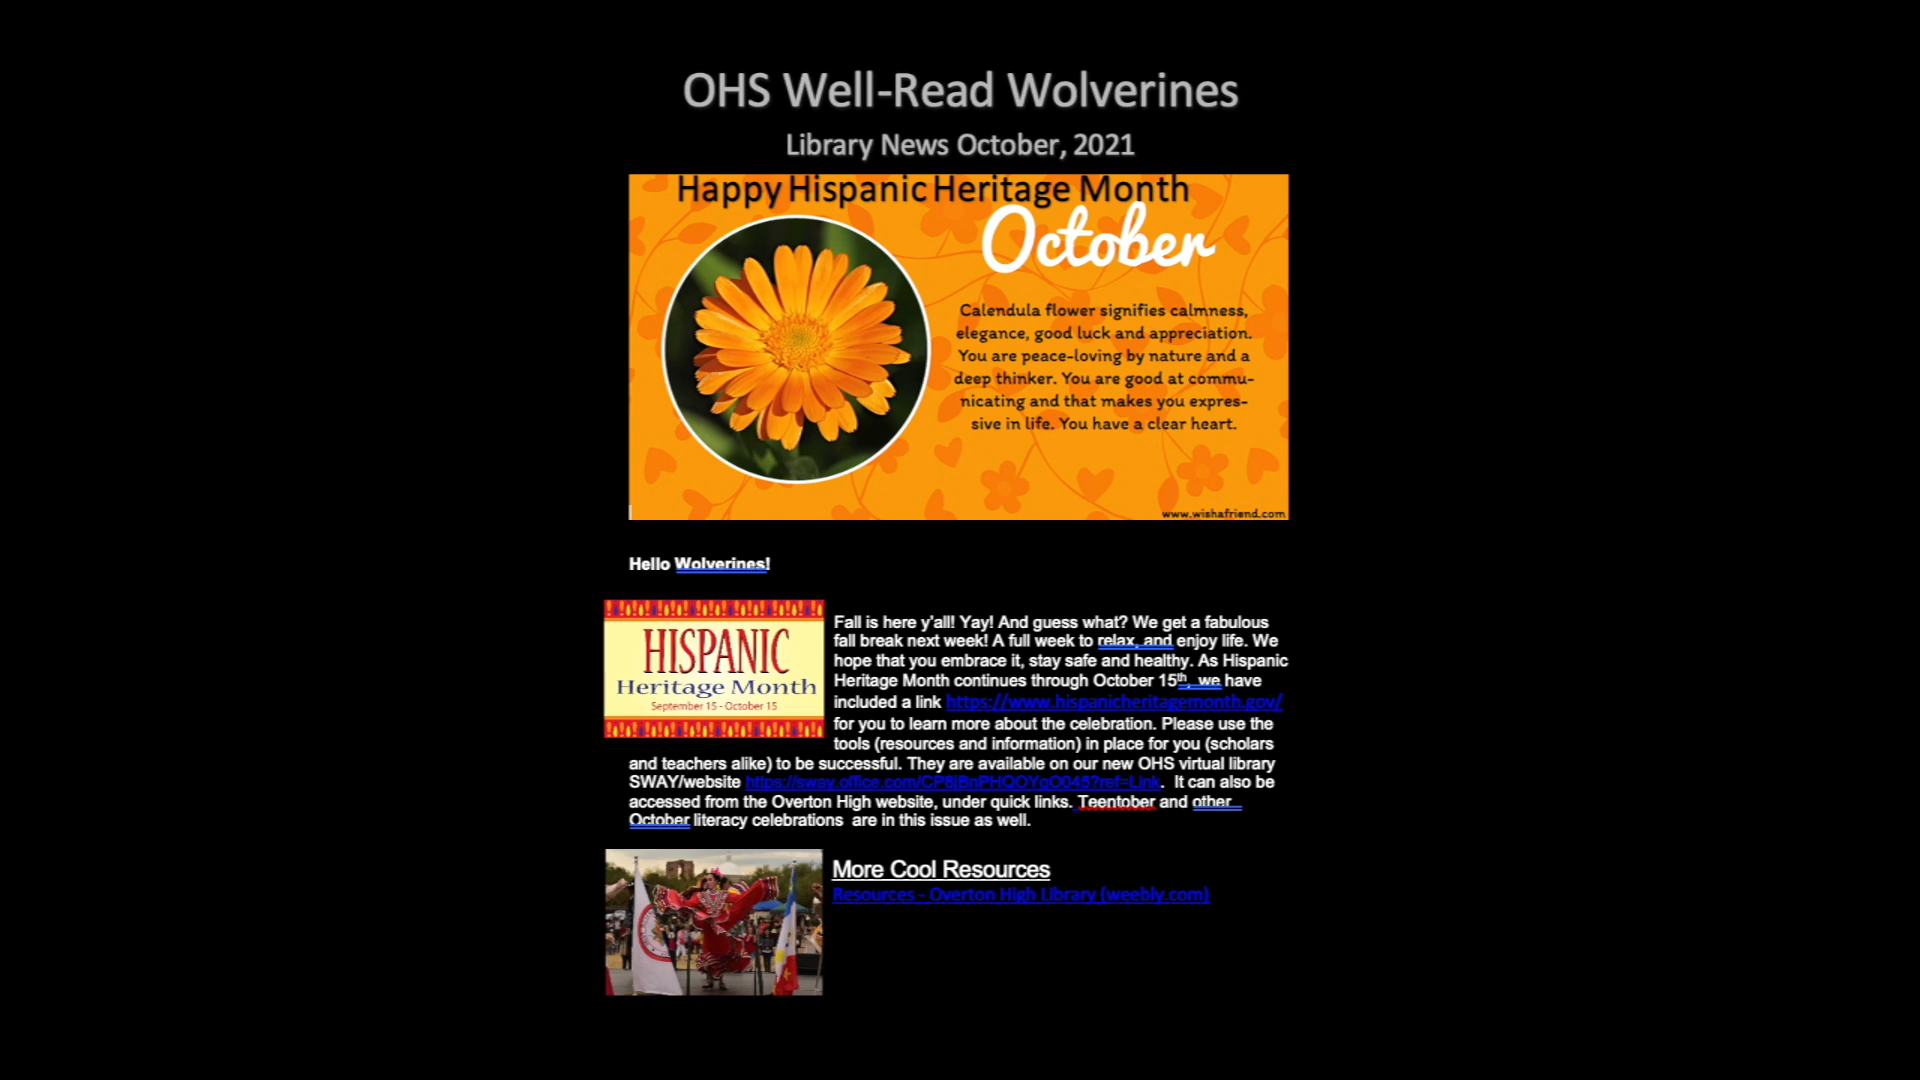 OHS Well-Read Wolverines
Library News October, 2021
Happy Hispanic Heritage Month
October
Calendula flower signifies calmness,
elegance, good luck and appreciation.
You are peace-loving by nature and a
deep thinker. You are good at commu-
nicating and that makes you expres-
sive in life. You have a clear heart.
www.wishafriend.com
Hello Wolverines!
HISPANIC
Heritage Month
September 15 - October 15
Fall is here y'all! Yay! And guess what? We get a fabulous
fall break next week! A full week to relax, and enjoy life. We
hope that you embrace it, stay safe and healthy. As Hispanic
Heritage Month continues through October 15th, we have
included a link https://www.hispanicheritagemonth.gov/
for you to learn more about the celebration. Please use the
tools (resources and information) in place for you (scholars
and teachers alike) to be successful. They are available on our new OHS virtual library
SWAY/website https://sway.office.com/CP8jBnPHQOYgO045?ref=Link. It can also be
accessed from the Overton High website, under quick links. Teentober and other
October literacy celebrations are in this issue as well.
More Cool Resources
Resources - Overton High Library (weebly.com)